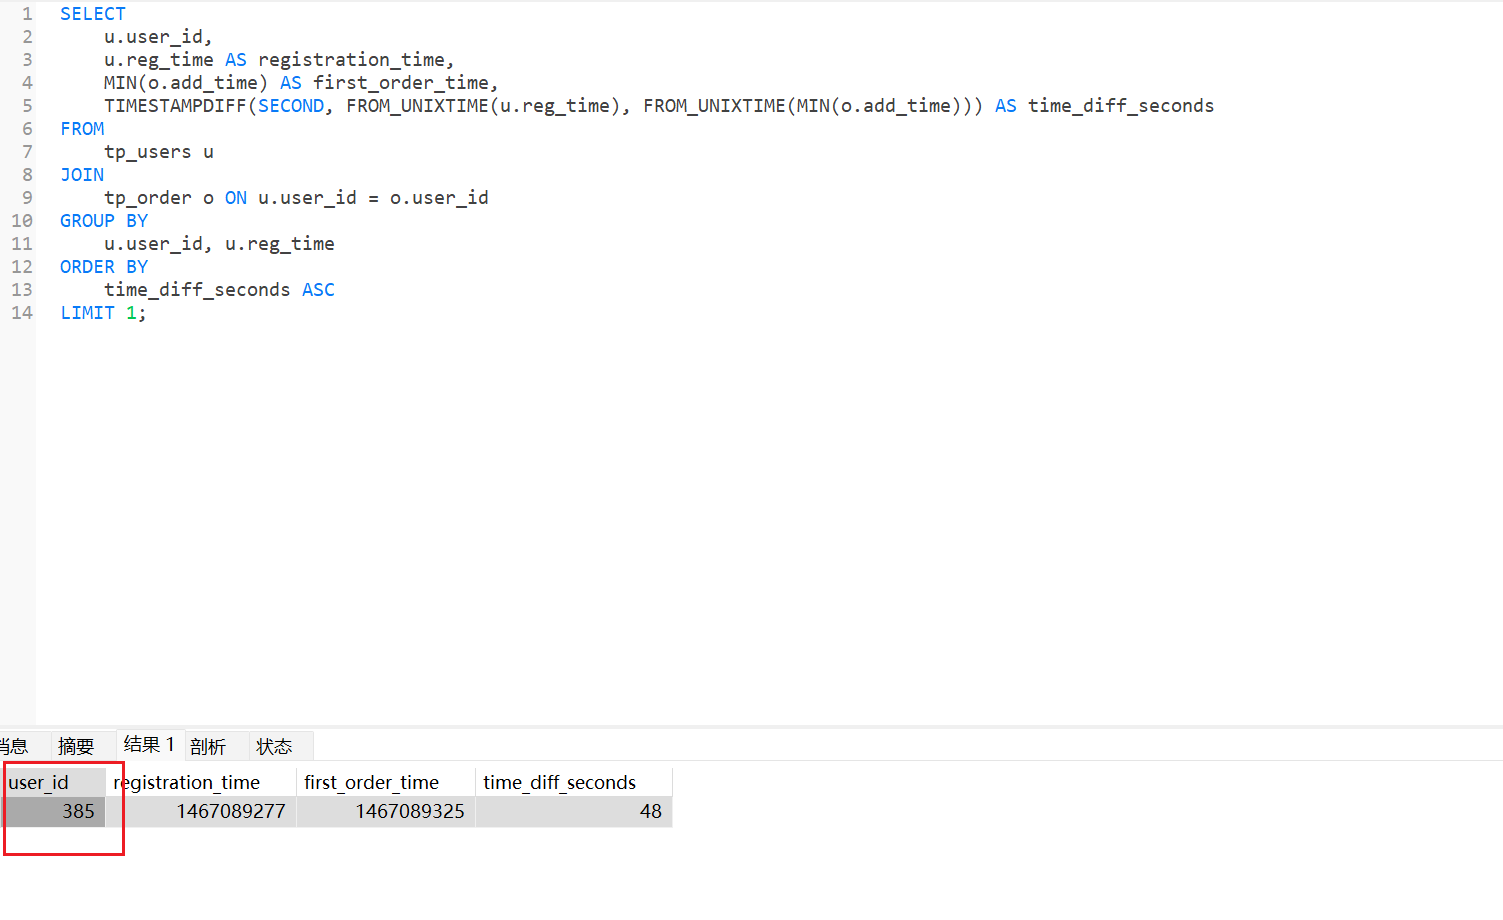 1 SELECT
2 u.user_id,
3 u.reg_time AS registration_time,
4 MIN(o.add_time) AS first_order_time,
5 TIMESTAMPDIFF(SECOND, FROM_UNIXTIME(u.reg_time), FROM_UNIXTIME(MIN(o.add_time))) AS time_diff_seconds
6 FROM
7 tp_users u
8 JOIN
9 tp_order o ON u.user_id = o.user_id
10 GROUP BY
11 u.user_id, u.reg_time
12 ORDER BY
13 time_diff_seconds ASC
14 LIMIT 1;
消息 摘要 结果 1 剖析 状态
user_id registration_time first_order_time time_diff_seconds
385 1467089277 1467089325 48